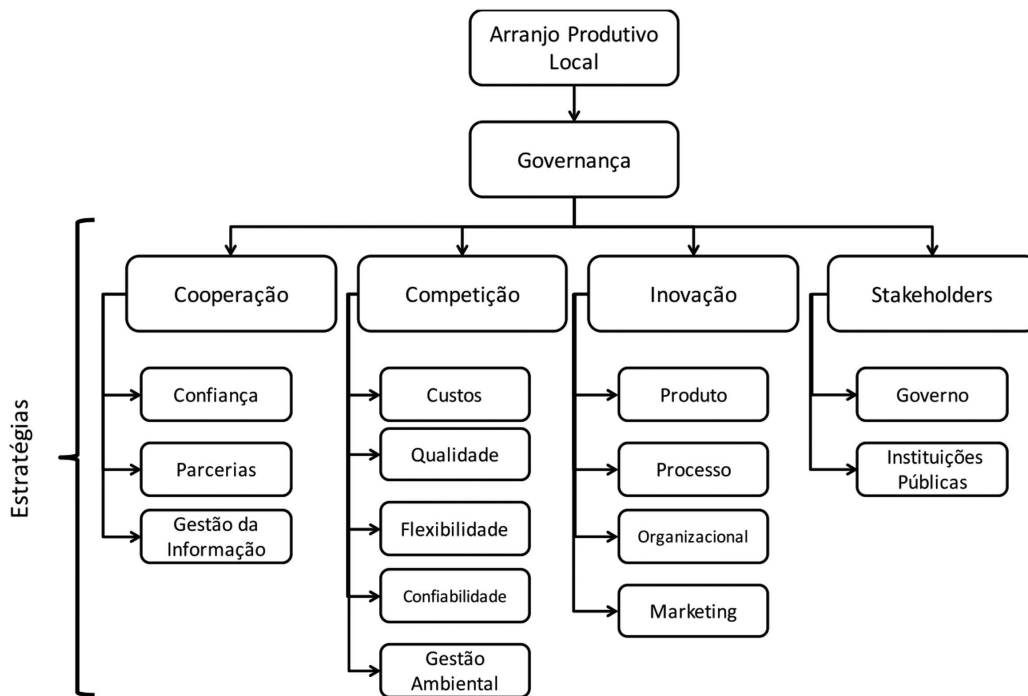 Arranjo Produtivo
Local
Governança
Estratégias
Cooperação
Competição
Inovação
Stakeholders
Confiança
Parcerias
Gestão da
Informação
Custos
Qualidade
Flexibilidade
Confiabilidade
Gestão
Ambiental
Produto
Processo
Organizacional
Marketing
Governo
Instituições
Públicas